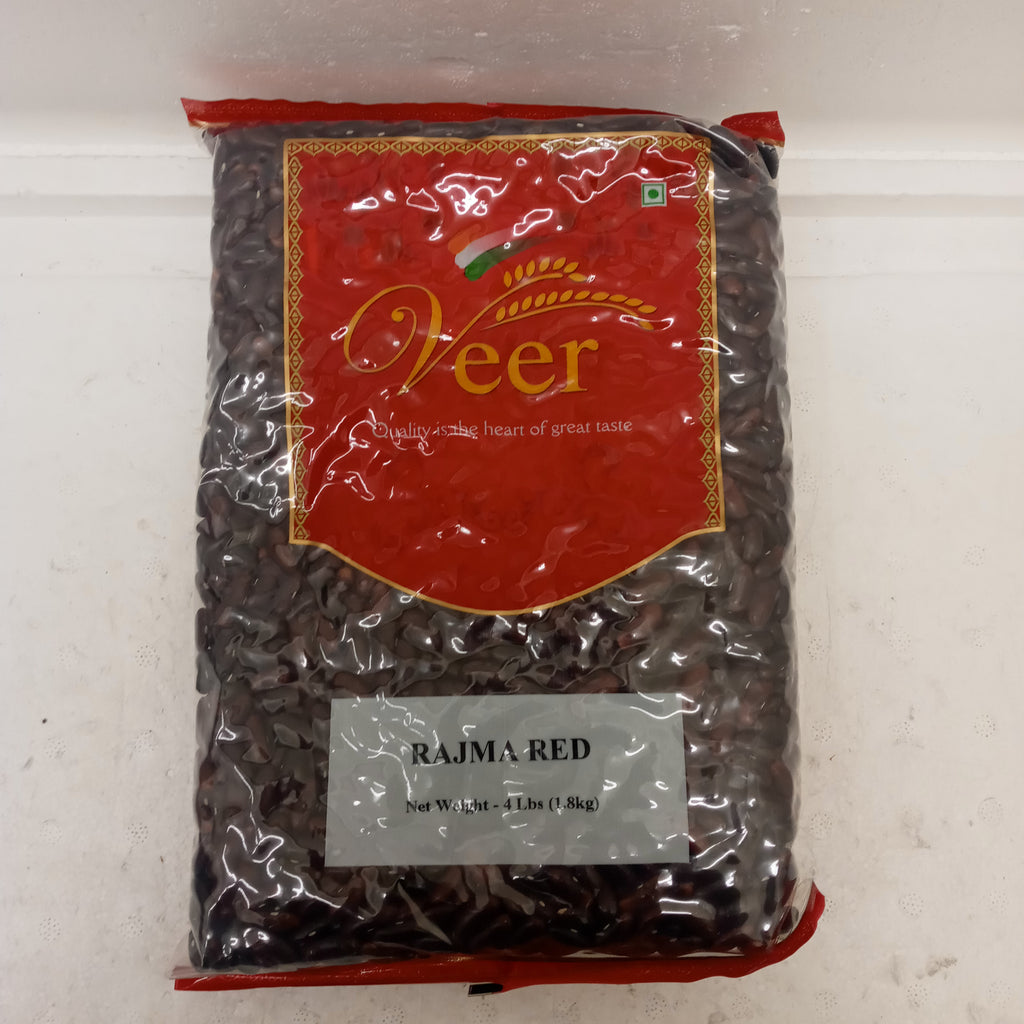 Veer
Quality is the heart of great taste
RAJMA RED
Net Weight - 4 Lbs (1.8kg)